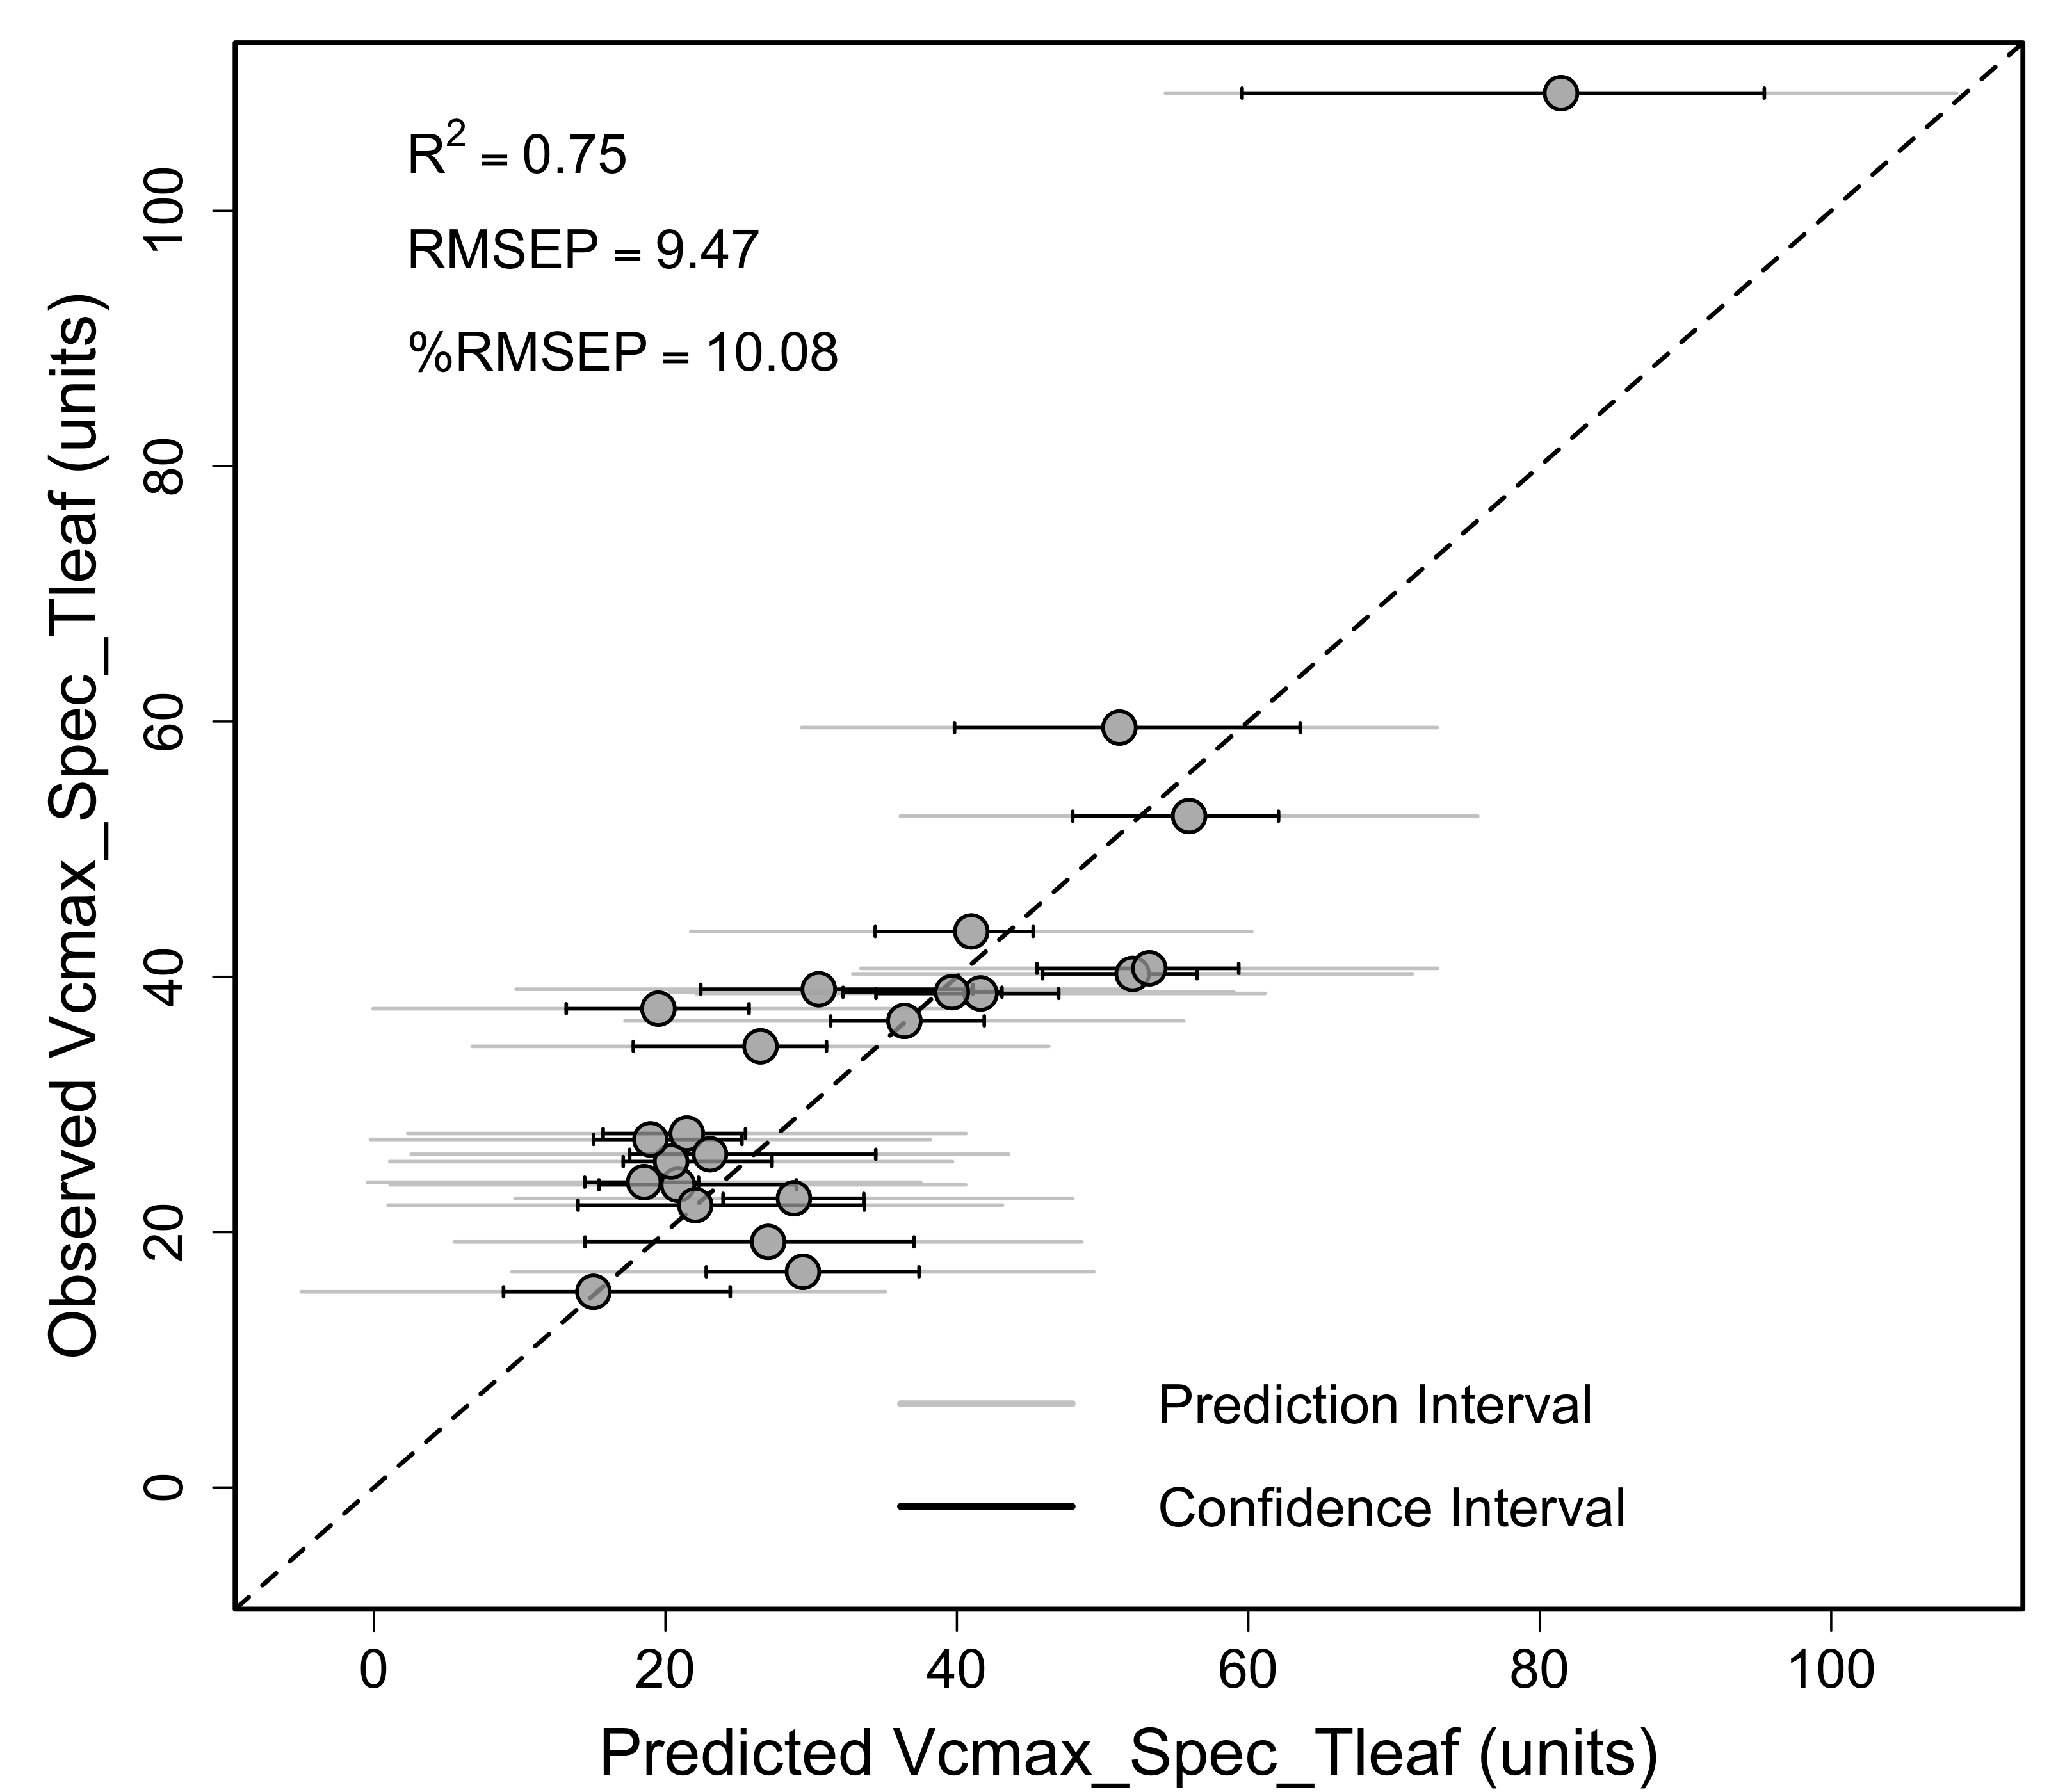 R² = 0.75
RMSEP = 9.47
%RMSEP = 10.08
Observed Vcmax_Spec_Tleaf (units)
100
80
60
40
20
0
Prediction Interval
Confidence Interval
0 20 40 60 80 100
Predicted Vcmax_Spec_Tleaf (units)